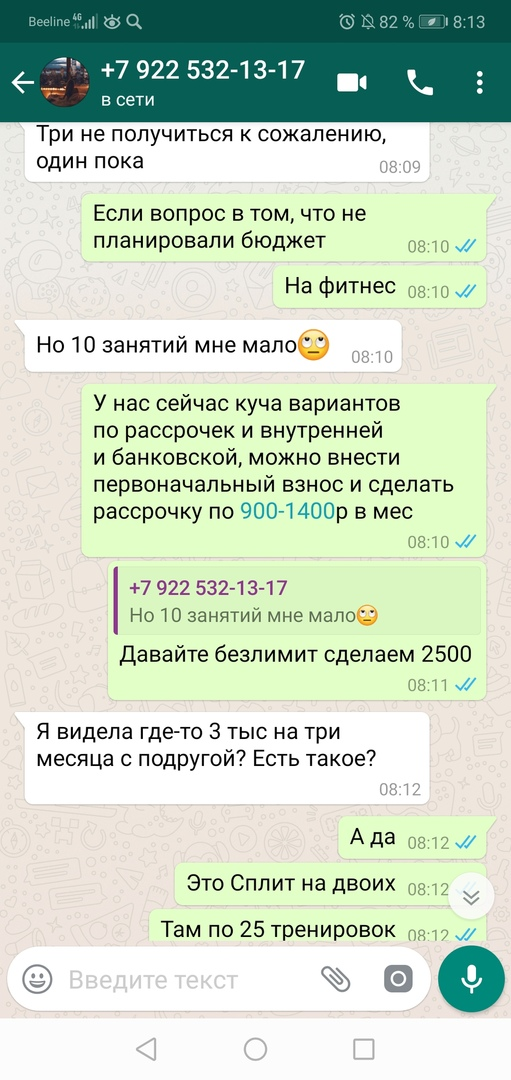 Beeline 4G 82 % 8:13
+7 922 532-13-17
в сети
Три не получиться к сожалению,
один пока 08:09
Если вопрос в том, что не
планировали бюджет 08:10
На фитнес 08:10
Но 10 занятий мне мало🙄 08:10
У нас сейчас куча вариантов
по рассрочек и внутренней
и банковской, можно внести
первоначальный взнос и сделать
рассрочку по 900-1400р в мес
08:10
+7 922 532-13-17
Но 10 занятий мне мало🙄
Давайте безлимит сделаем 2500
08:11
Я видела где-то 3 тыс на три
месяца с подругой? Есть такое?
08:12
А да 08:12
Это Сплит на двоих 08:12
Там по 25 тренировок 08:12
Введите текст